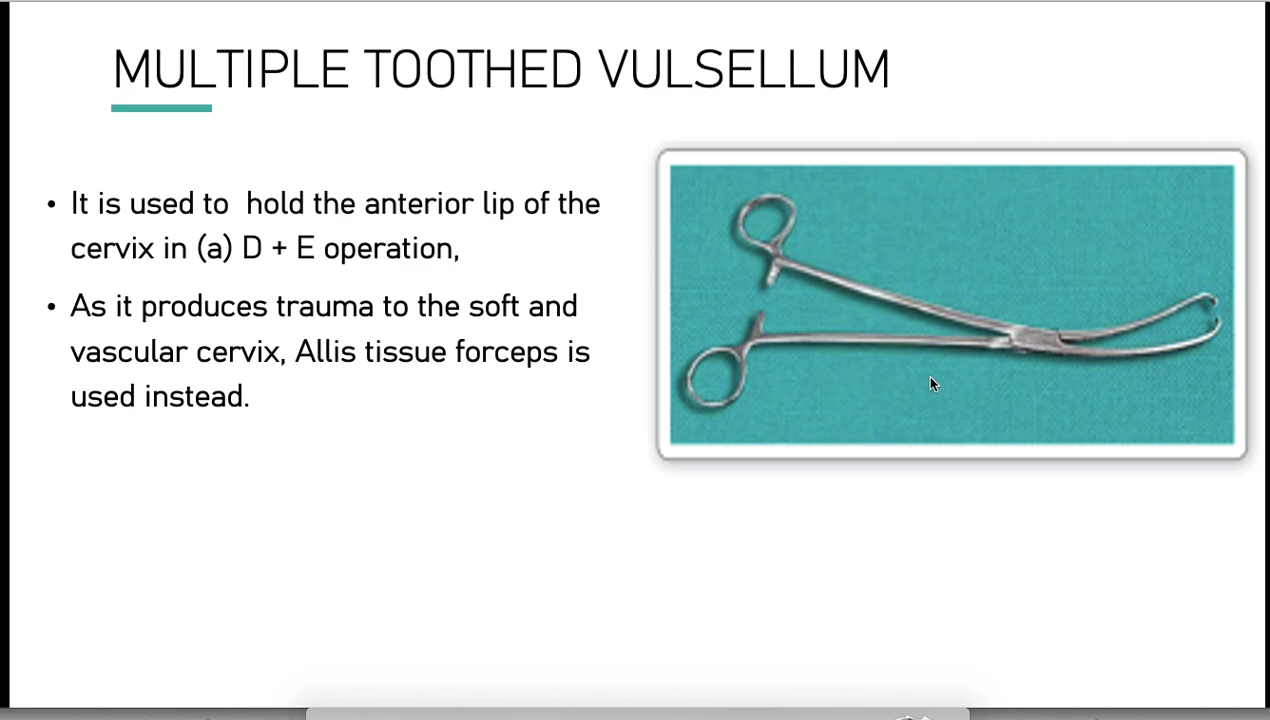 MULTIPLE TOOTHED VULSELLUM
• It is used to  hold the anterior lip of the
cervix in (a) D + E operation,
• As it produces trauma to the soft and
vascular cervix, Allis tissue forceps is
used instead.